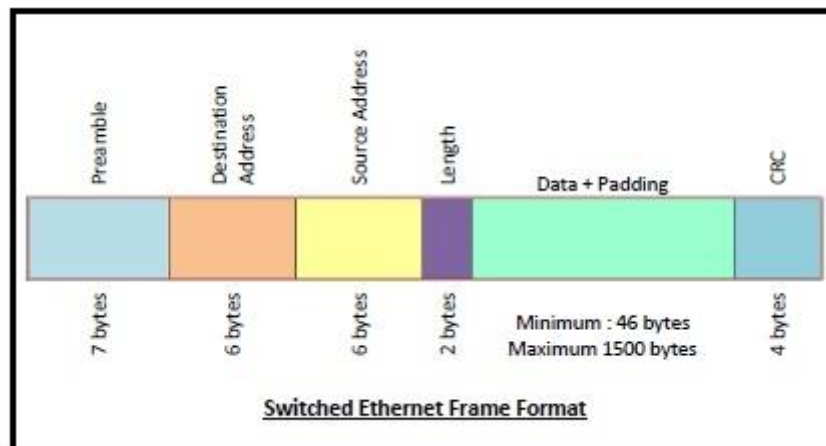 Preamble
Destination
Address
Source Address
Length
Data + Padding
CRC
7 bytes
6 bytes
6 bytes
2 bytes
Minimum : 46 bytes
Maximum 1500 bytes
4 bytes
Switched Ethernet Frame Format